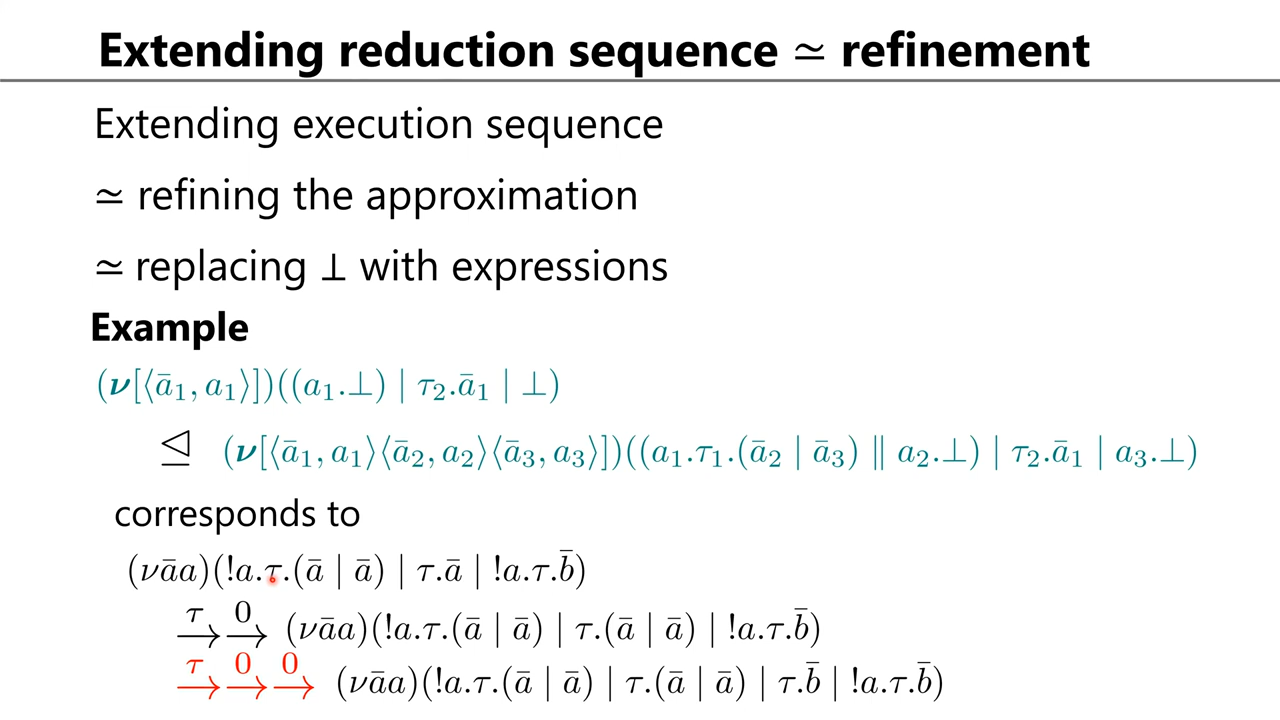 Extending reduction sequence ≃ refinement
Extending execution sequence
≃ refining the approximation
≃ replacing ⊥ with expressions
Example
(𝝂[⟨ā₁, a₁⟩])((a₁.⊥) | τ₂.ā₁ | ⊥)
⊴ (𝝂[⟨ā₁, a₁⟩⟨ā₂, a₂⟩⟨ā₃, a₃⟩])((a₁.τ₁.(ā₂ | ā₃) ∥ a₂.⊥) | τ₂.ā₁ | a₃.⊥)
corresponds to
(νāa)(!a.τ.(ā | ā) | τ.ā | !a.τ.b̄)
τ→ 0→ (νāa)(!a.τ.(ā | ā) | τ.(ā | ā) | !a.τ.b̄)
τ→ 0→ 0→ (νāa)(!a.τ.(ā | ā) | τ.(ā | ā) | τ.b̄ | !a.τ.b̄)